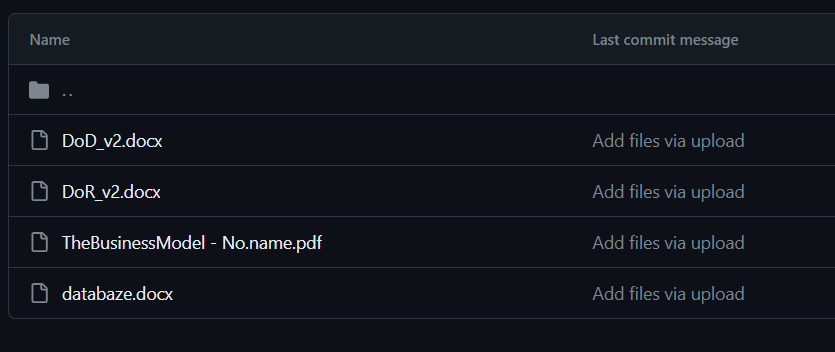 Name Last commit message
..
DoD_v2.docx Add files via upload
DoR_v2.docx Add files via upload
TheBusinessModel - No.name.pdf Add files via upload
databaze.docx Add files via upload